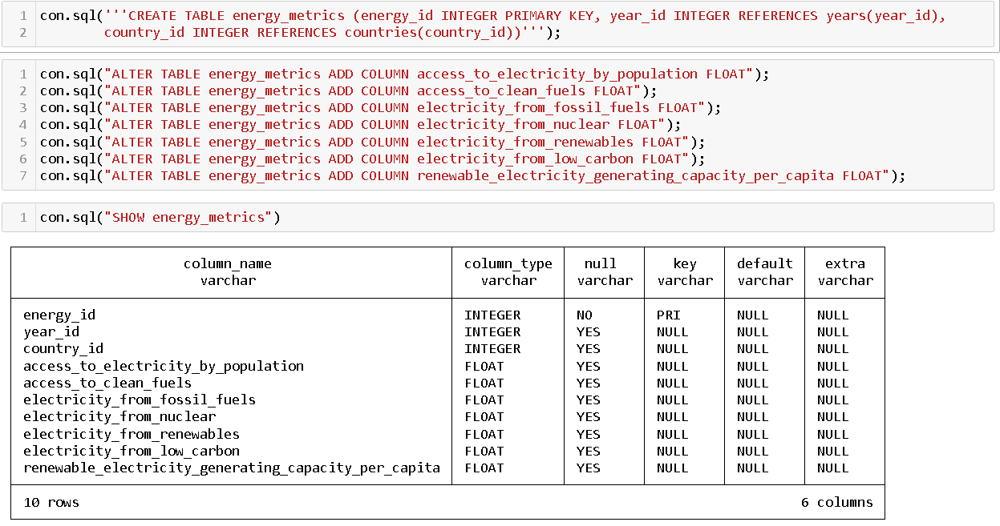 1 con.sql('''CREATE TABLE energy_metrics (energy_id INTEGER PRIMARY KEY, year_id INTEGER REFERENCES years(year_id),
2 country_id INTEGER REFERENCES countries(country_id))''');
1 con.sql("ALTER TABLE energy_metrics ADD COLUMN access_to_electricity_by_population FLOAT");
2 con.sql("ALTER TABLE energy_metrics ADD COLUMN access_to_clean_fuels FLOAT");
3 con.sql("ALTER TABLE energy_metrics ADD COLUMN electricity_from_fossil_fuels FLOAT");
4 con.sql("ALTER TABLE energy_metrics ADD COLUMN electricity_from_nuclear FLOAT");
5 con.sql("ALTER TABLE energy_metrics ADD COLUMN electricity_from_renewables FLOAT");
6 con.sql("ALTER TABLE energy_metrics ADD COLUMN electricity_from_low_carbon FLOAT");
7 con.sql("ALTER TABLE energy_metrics ADD COLUMN renewable_electricity_generating_capacity_per_capita FLOAT");
1 con.sql("SHOW energy_metrics")
column_name column_type null key default extra
varchar varchar varchar varchar varchar varchar
energy_id INTEGER NO PRI NULL NULL
year_id INTEGER YES NULL NULL NULL
country_id INTEGER YES NULL NULL NULL
access_to_electricity_by_population FLOAT YES NULL NULL NULL
access_to_clean_fuels FLOAT YES NULL NULL NULL
electricity_from_fossil_fuels FLOAT YES NULL NULL NULL
electricity_from_nuclear FLOAT YES NULL NULL NULL
electricity_from_renewables FLOAT YES NULL NULL NULL
electricity_from_low_carbon FLOAT YES NULL NULL NULL
renewable_electricity_generating_capacity_per_capita FLOAT YES NULL NULL NULL
10 rows 6 columns